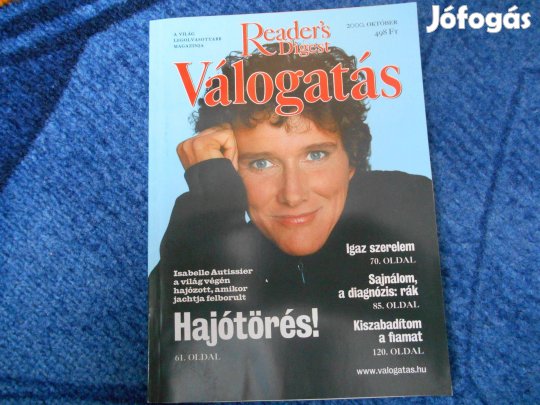 Jófogás
A VILÁG
LEGOLVASOTTABB
MAGAZINJA
Reader's
Digest
2000. OKTÓBER
498 Ft
Válogatás
Igaz szerelem
70. OLDAL
Sajnálom,
a diagnózis: rák
85. OLDAL
Kiszabadítom
a fiamat
120. OLDAL
www.valogatas.hu
Isabelle Autissier
a világ végén
hajózott, amikor
jachtja felborult
Hajótörés!
61. OLDAL